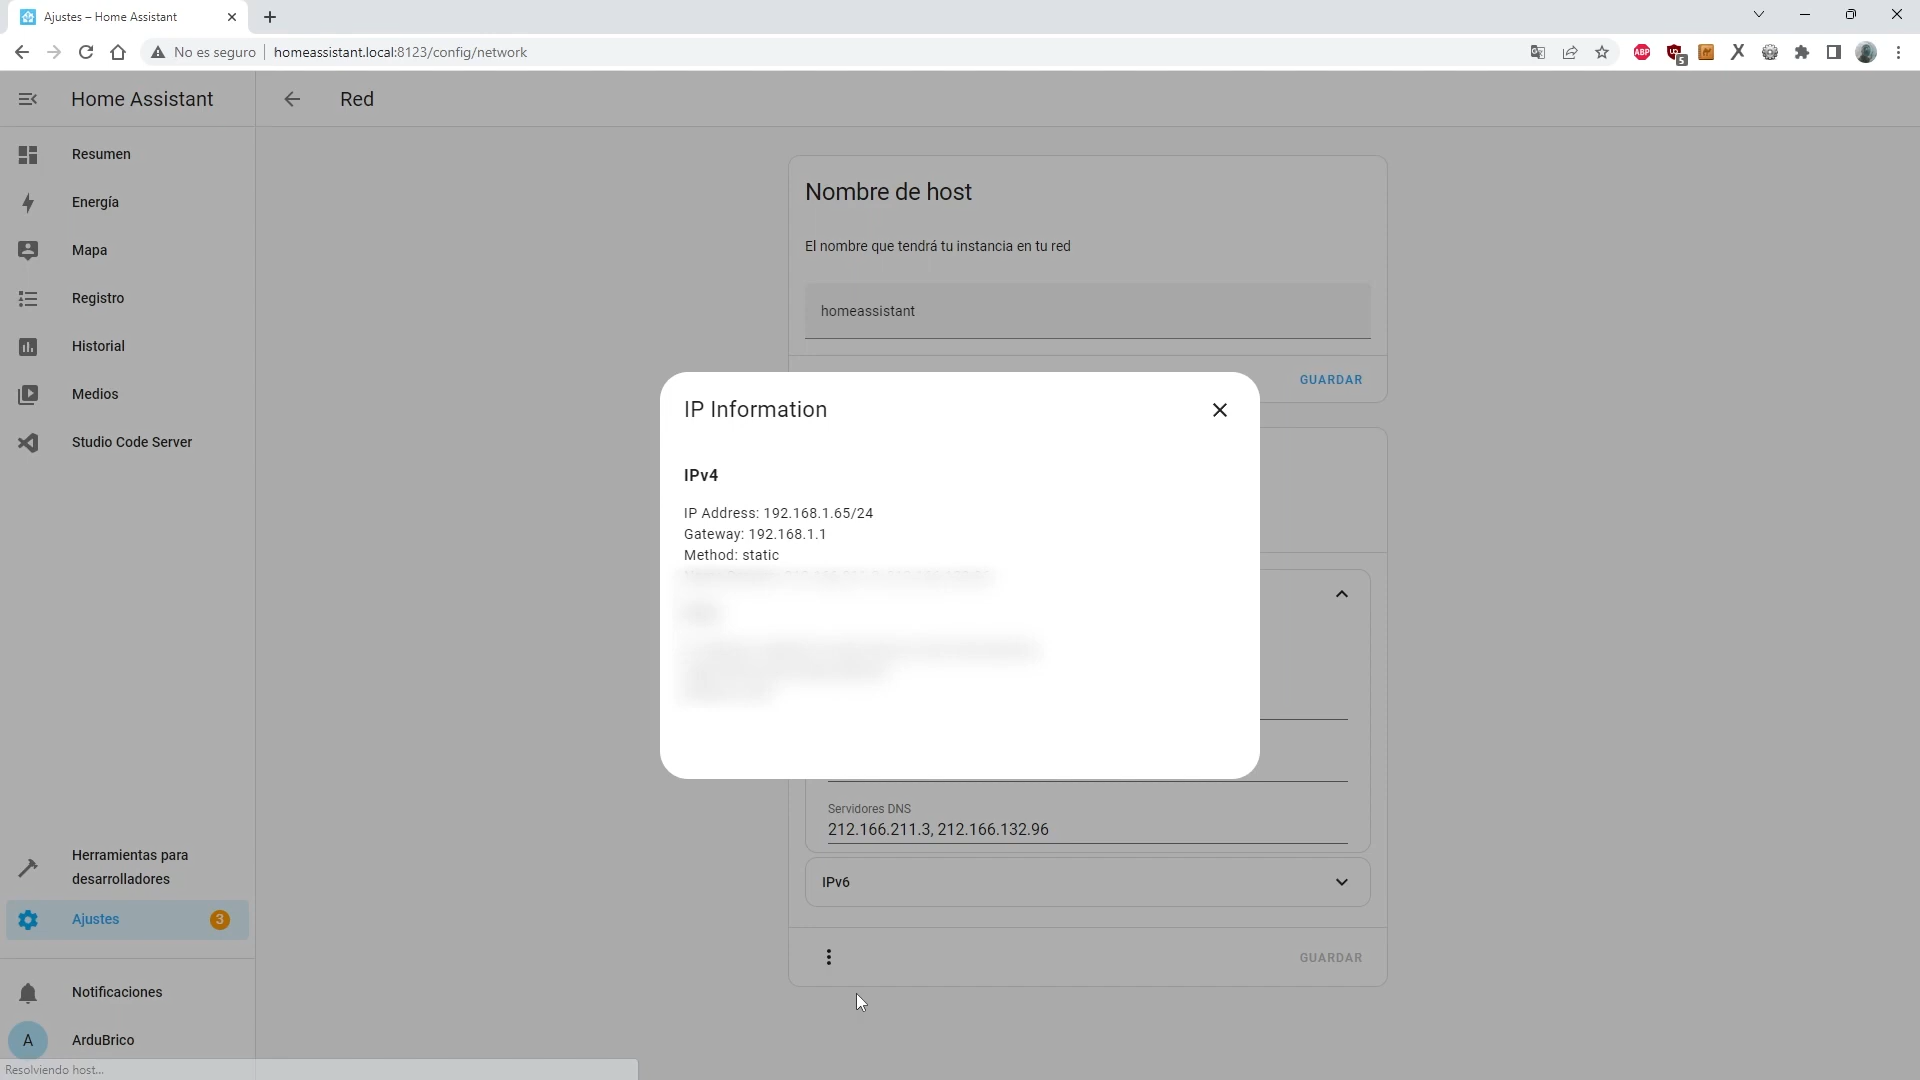 Ajustes – Home Assistant
No es seguro
homeassistant.local:8123/config/network
ABP
5
Home Assistant
Red
Resumen
Energía
Mapa
Registro
Historial
Medios
Studio Code Server
Herramientas para
desarrolladores
Ajustes
3
Notificaciones
A
ArduBrico
Resolviendo host...
Nombre de host
El nombre que tendrá tu instancia en tu red
homeassistant
GUARDAR
IP Information
IPv4
IP Address: 192.168.1.65/24
Gateway: 192.168.1.1
Method: static
Servidores DNS
212.166.211.3, 212.166.132.96
IPv6
GUARDAR